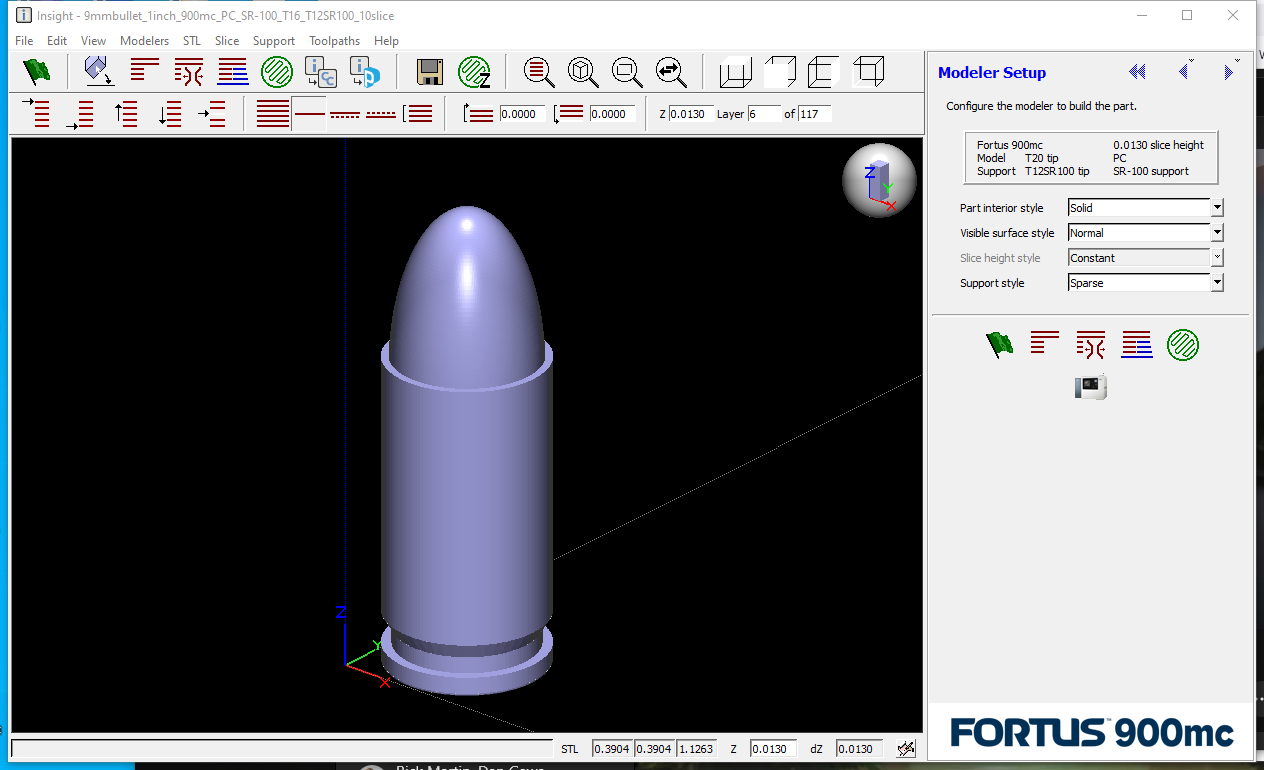 Insight - 9mmbullet_1inch_900mc_PC_SR-100_T16_T12SR100_10slice
File Edit View Modelers STL Slice Support Toolpaths Help
i CC i p Z
0.0000 0.0000 Z 0.0130 Layer 6 of 117
Z Y X
Z
Y
X
Modeler Setup
Configure the modeler to build the part.
Fortus 900mc 0.0130 slice height
Model T20 tip PC
Support T12SR100 tip SR-100 support
Part interior style Solid
Visible surface style Normal
Slice height style Constant
Support style Sparse
FORTUS™ 900mc
STL 0.3904 0.3904 1.1263 Z 0.0130 dZ 0.0130